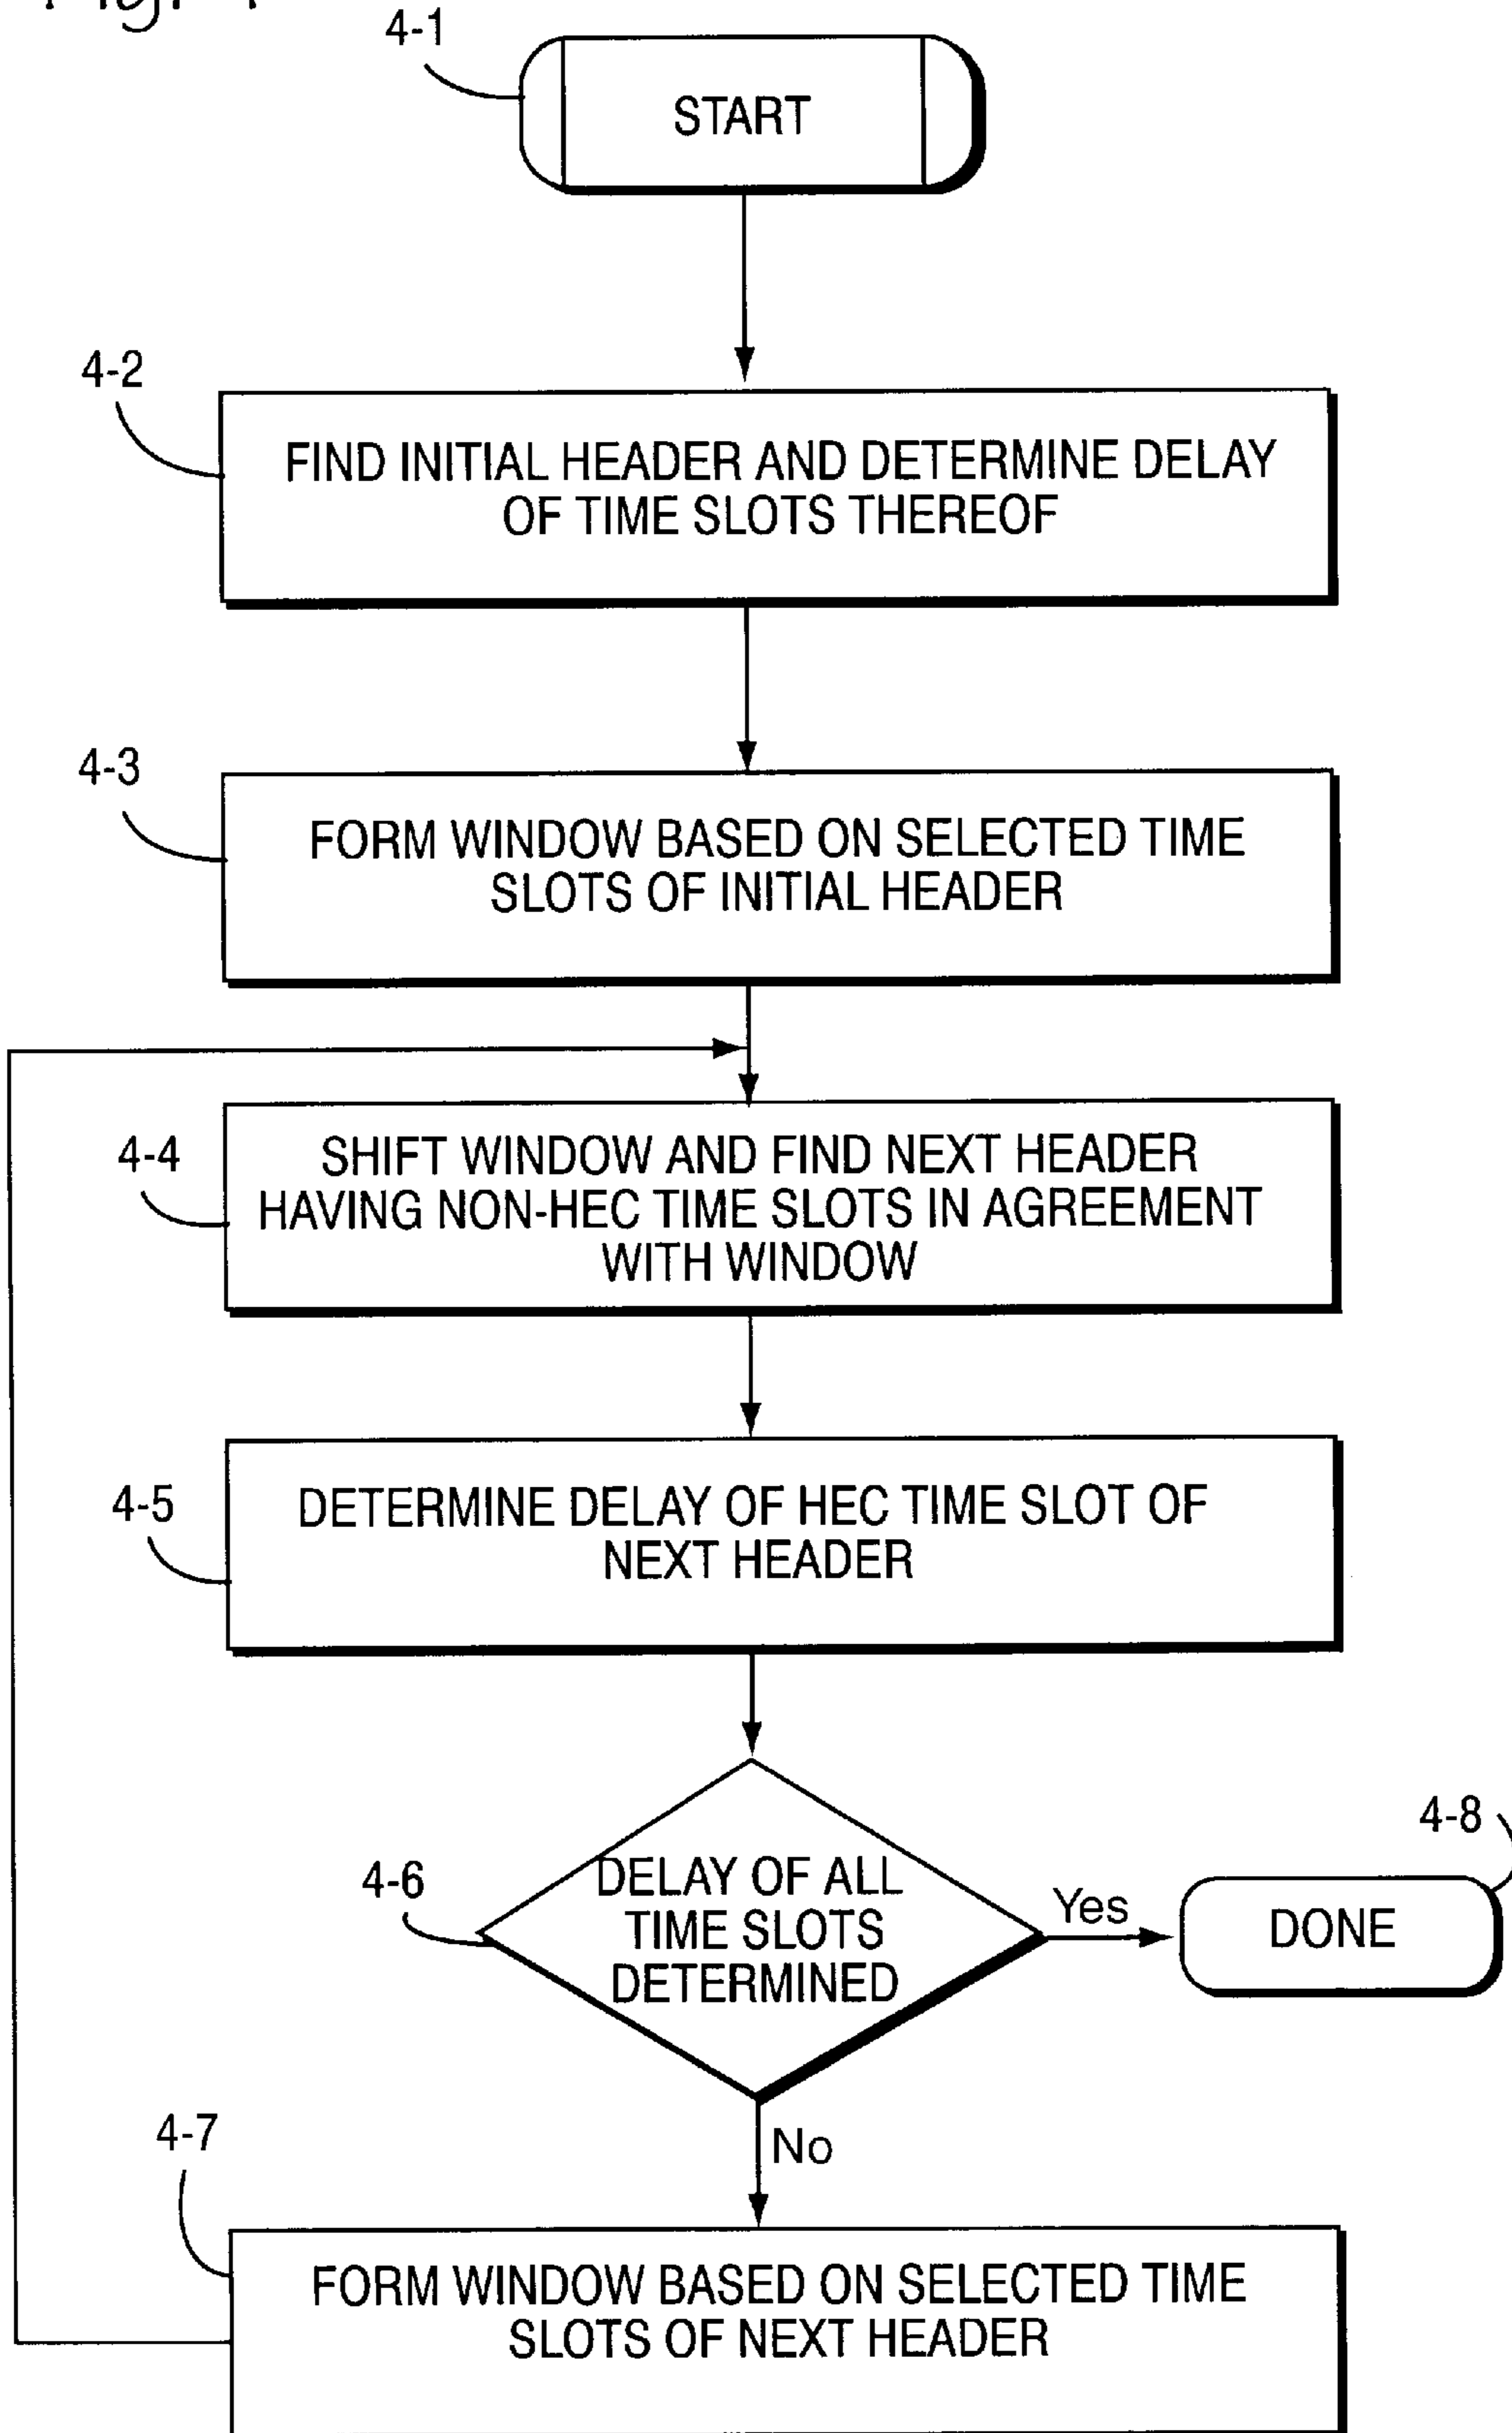 4-1
START
4-2
FIND INITIAL HEADER AND DETERMINE DELAY
OF TIME SLOTS THEREOF
4-3
FORM WINDOW BASED ON SELECTED TIME
SLOTS OF INITIAL HEADER
4-4
SHIFT WINDOW AND FIND NEXT HEADER
HAVING NON-HEC TIME SLOTS IN AGREEMENT
WITH WINDOW
4-5
DETERMINE DELAY OF HEC TIME SLOT OF
NEXT HEADER
4-6
DELAY OF ALL
TIME SLOTS
DETERMINED
Yes
4-8
DONE
No
4-7
FORM WINDOW BASED ON SELECTED TIME
SLOTS OF NEXT HEADER